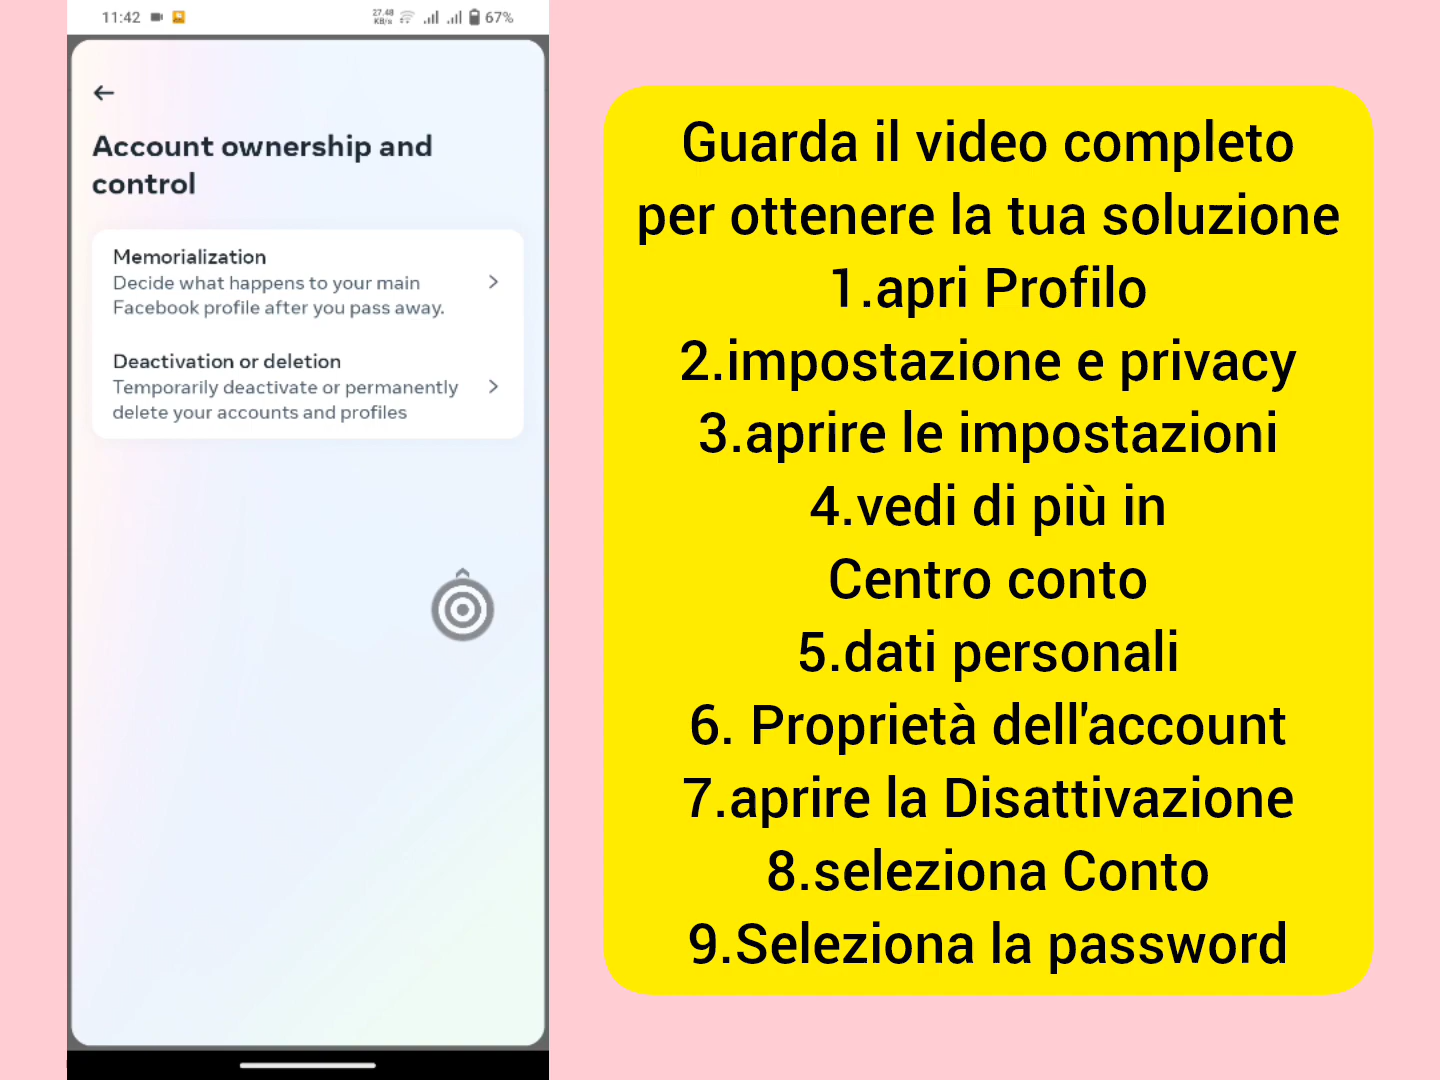 11:42
27.48
KB/s
67%
Account ownership and
control
Memorialization
Decide what happens to your main
Facebook profile after you pass away.
Deactivation or deletion
Temporarily deactivate or permanently
delete your accounts and profiles
Guarda il video completo
per ottenere la tua soluzione
1.apri Profilo
2.impostazione e privacy
3.aprire le impostazioni
4.vedi di più in
Centro conto
5.dati personali
6. Proprietà dell'account
7.aprire la Disattivazione
8.seleziona Conto
9.Seleziona la password